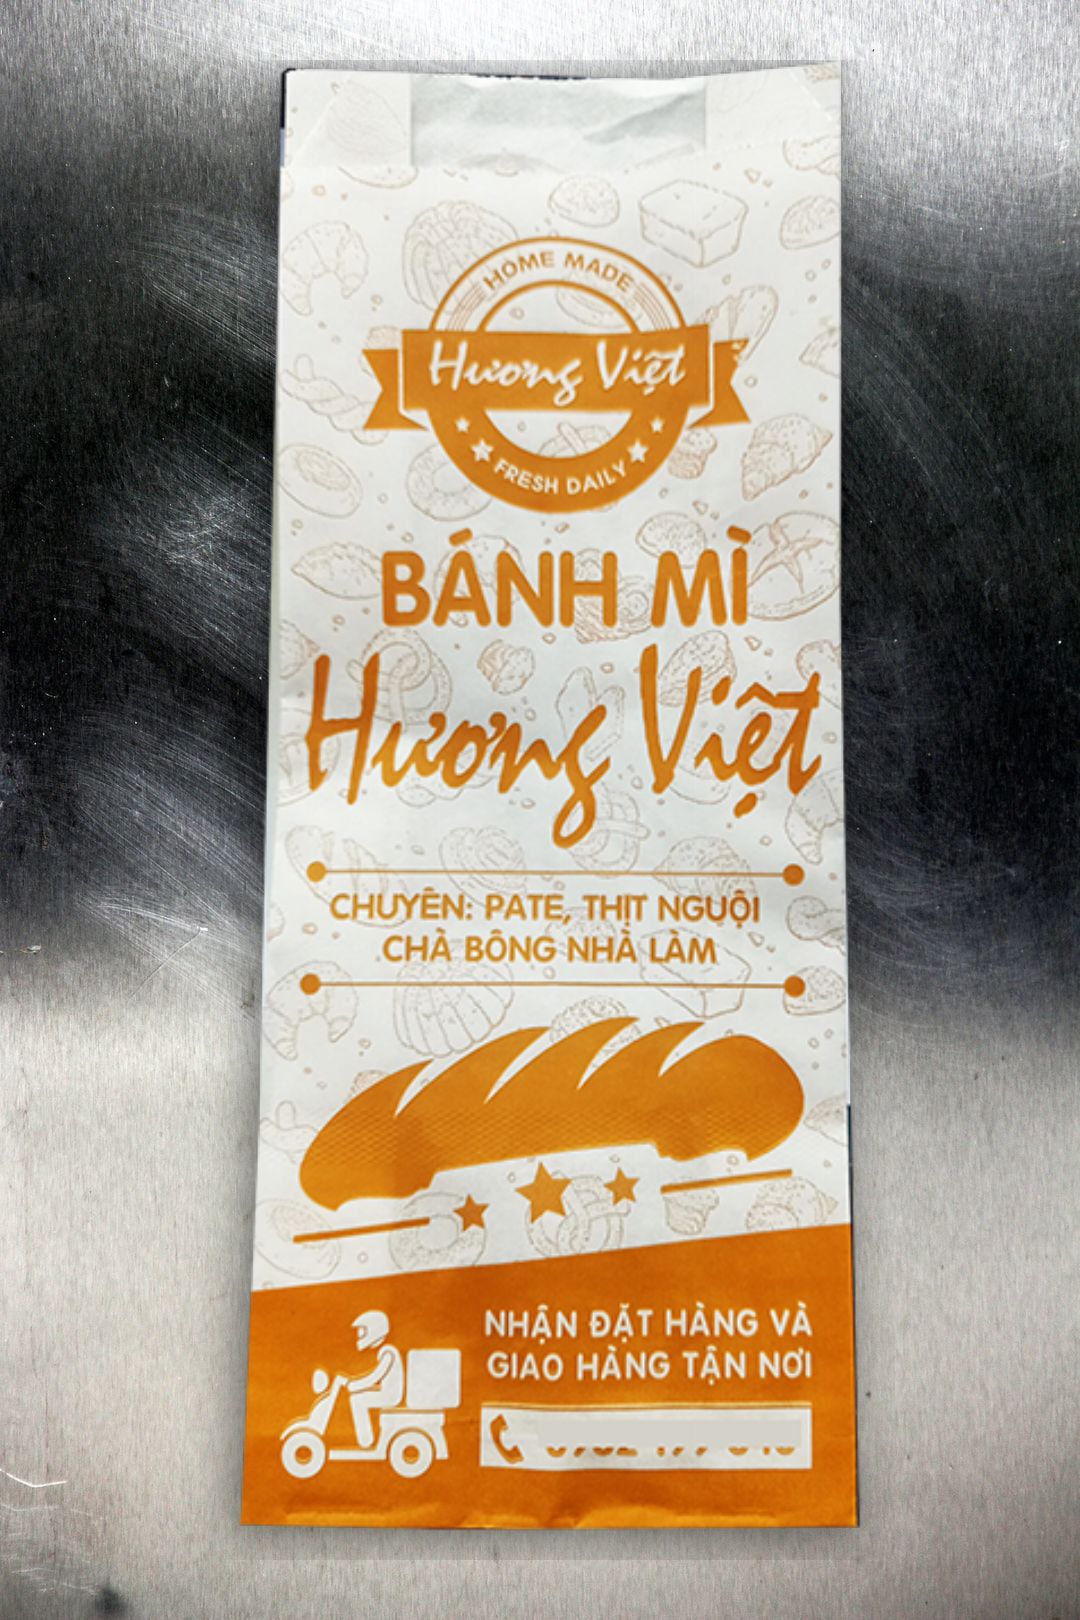 HOME MADE
Hương Việt
FRESH DAILY
BÁNH MÌ
Hương Việt
CHUYÊN: PATE, THỊT NGUỘI
CHÀ BÔNG NHÀ LÀM
NHẬN ĐẶT HÀNG VÀ
GIAO HÀNG TẬN NƠI